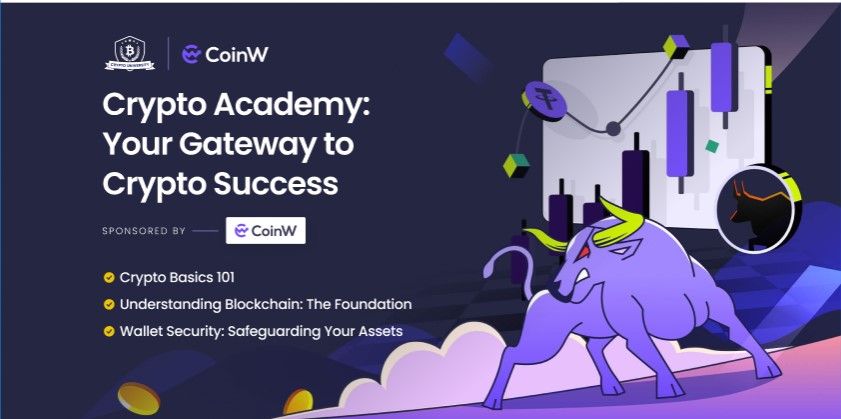 CRYPTO UNIVERSITY
CoinW
Crypto Academy:
Your Gateway to
Crypto Success
SPONSORED BY
CoinW
Crypto Basics 101
Understanding Blockchain: The Foundation
Wallet Security: Safeguarding Your Assets